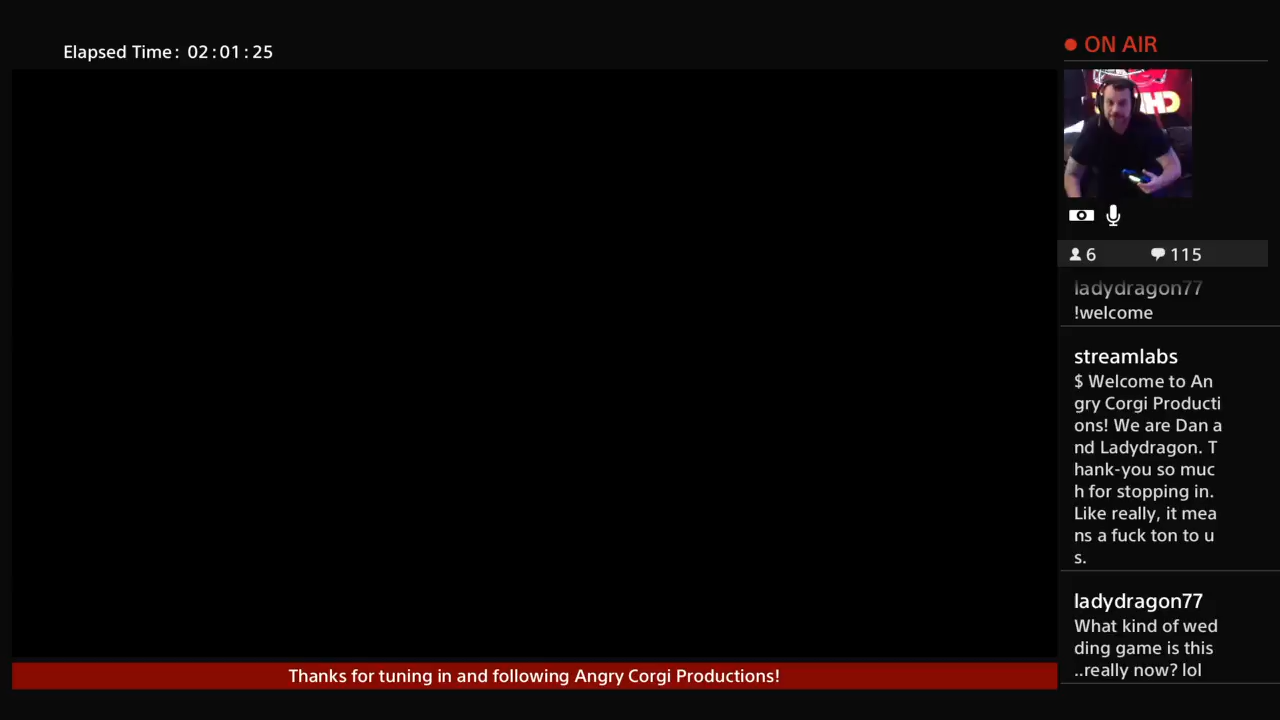 Elapsed Time: 02:01:25
ON AIR
6
115
ladydragon77
!welcome
streamlabs
$ Welcome to An
gry Corgi Producti
ons! We are Dan a
nd Ladydragon. T
hank-you so muc
h for stopping in.
Like really, it mea
ns a fuck ton to u
s.
ladydragon77
What kind of wed
ding game is this
..really now? lol
Thanks for tuning in and following Angry Corgi Productions!